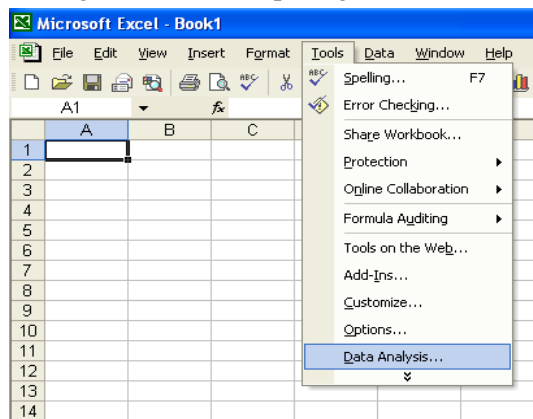 Microsoft Excel - Book1
File Edit View Insert Format Tools Data Window Help
ABC
A1 fx
A B C
1
2
3
4
5
6
7
8
9
10
11
12
13
14
ABC Spelling... F7
Error Checking...
Share Workbook...
Protection
Online Collaboration
Formula Auditing
Tools on the Web...
Add-Ins...
Customize...
Options...
Data Analysis...